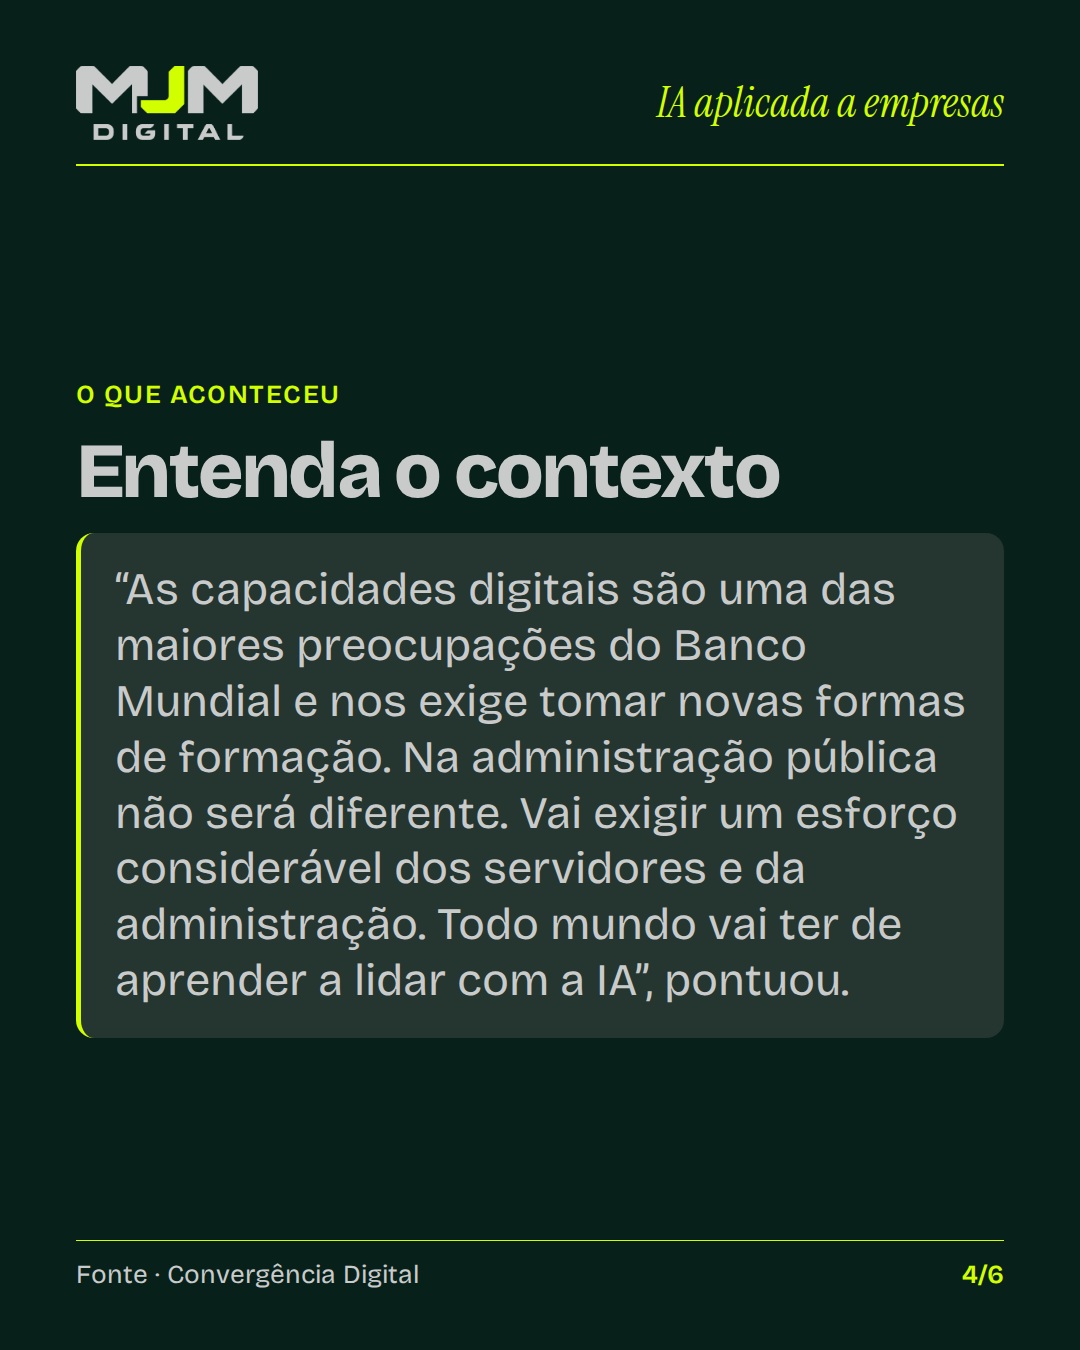 MJM
DIGITAL
IA aplicada a empresas
O QUE ACONTECEU
Entenda o contexto
“As capacidades digitais são uma das
maiores preocupações do Banco
Mundial e nos exige tomar novas formas
de formação. Na administração pública
não será diferente. Vai exigir um esforço
considerável dos servidores e da
administração. Todo mundo vai ter de
aprender a lidar com a IA”, pontuou.
Fonte · Convergência Digital
4/6